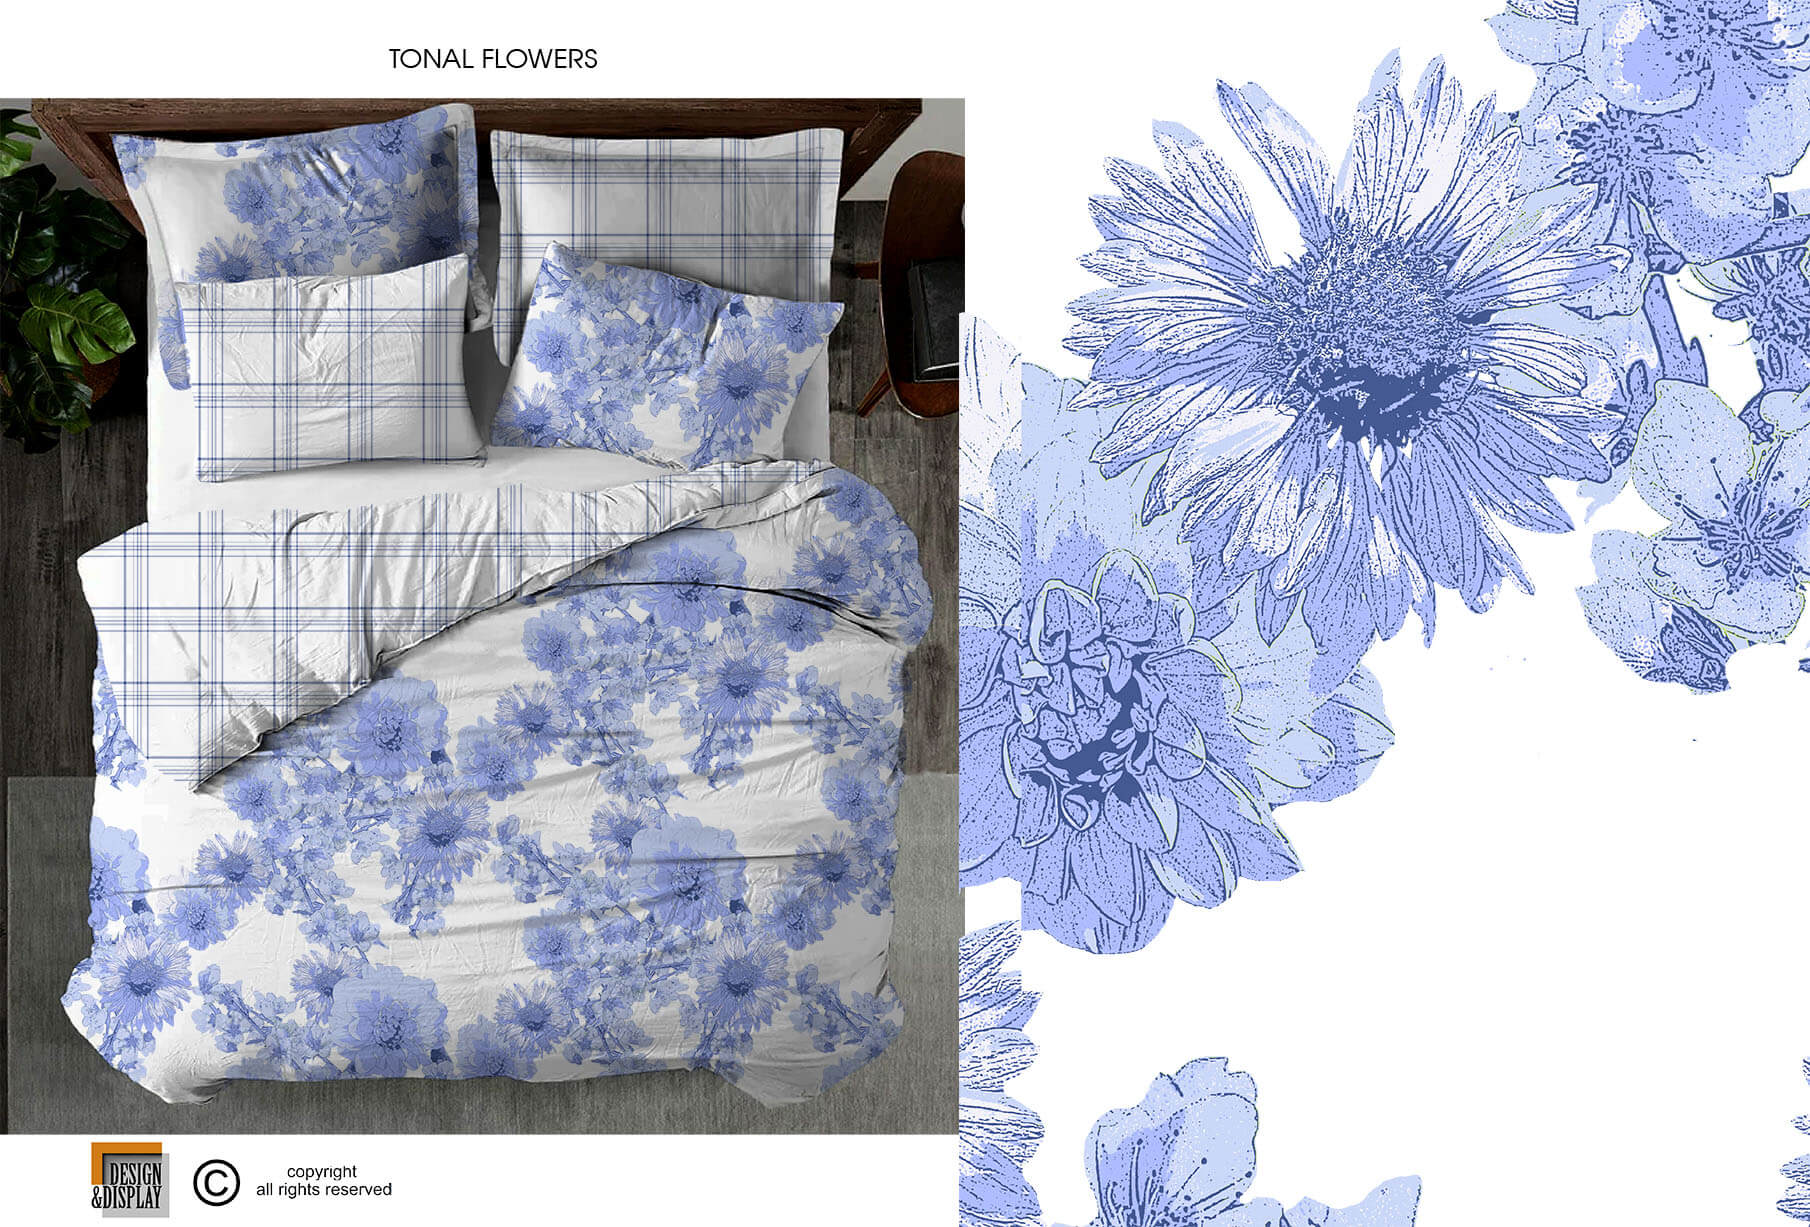 TONAL FLOWERS
DESIGN
&DISPLAY
©
copyright
all rights reserved